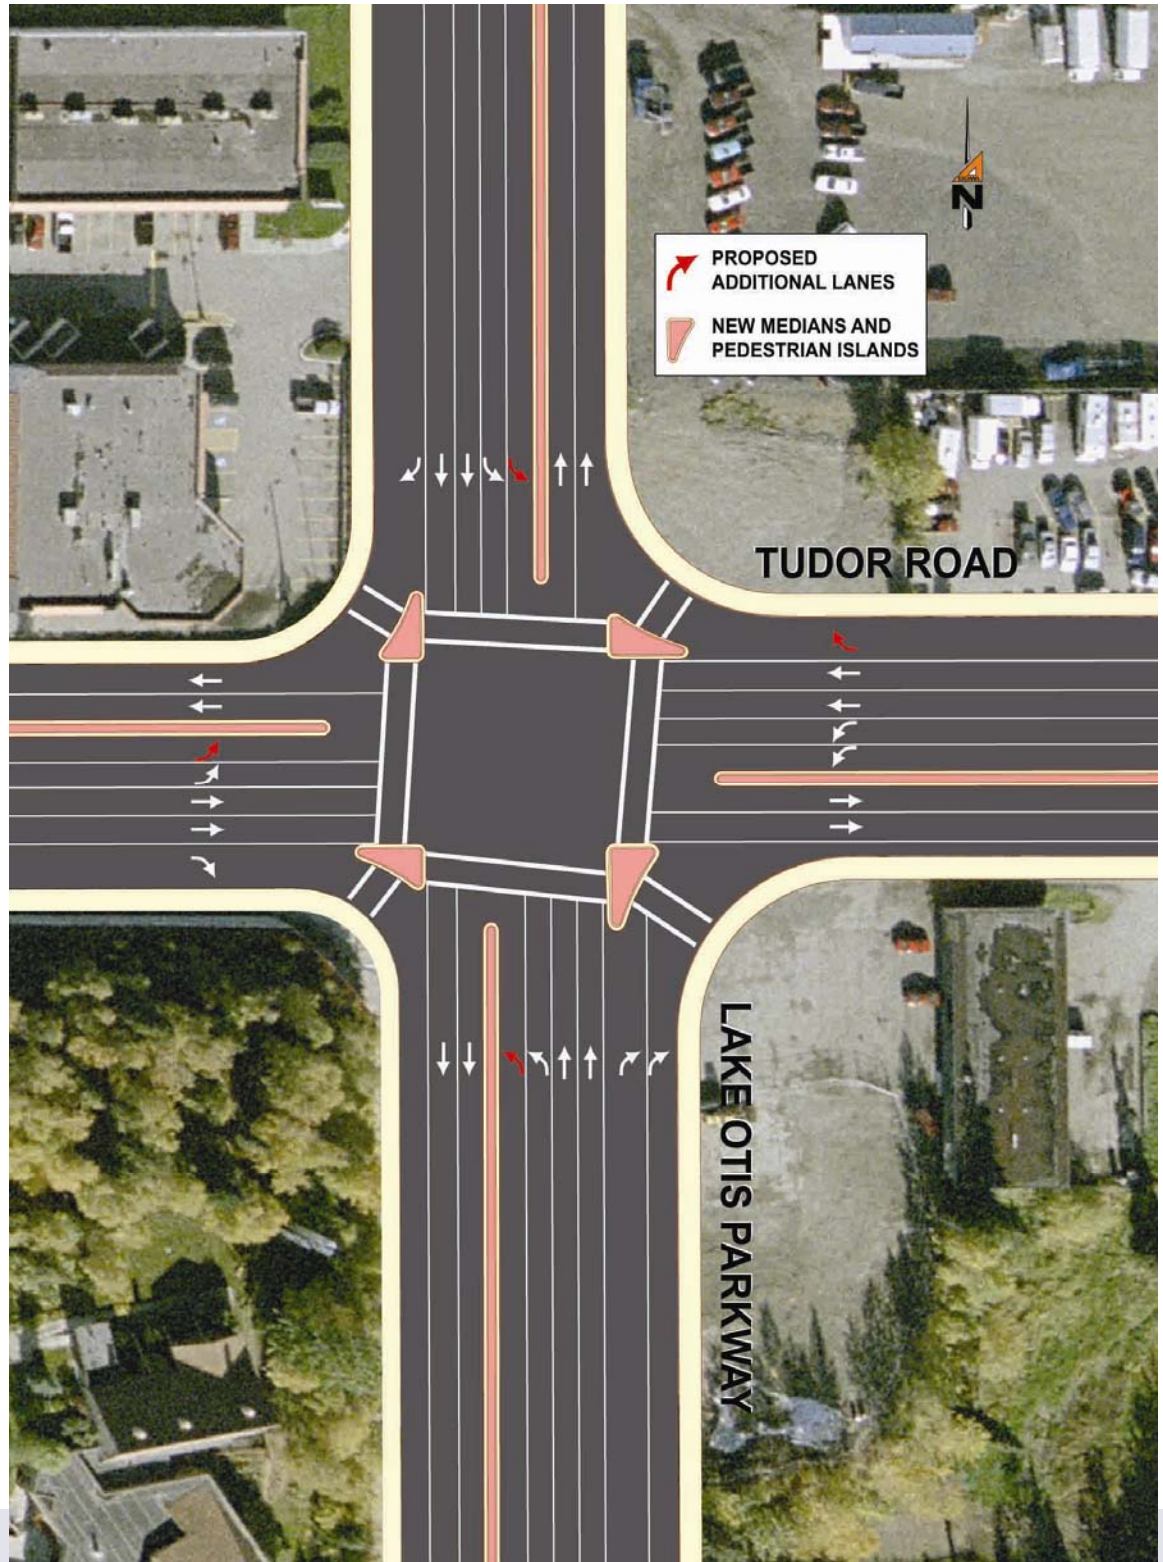 N
PROPOSED
ADDITIONAL LANES
NEW MEDIANS AND
PEDESTRIAN ISLANDS
TUDOR ROAD
LAKE OTIS PARKWAY